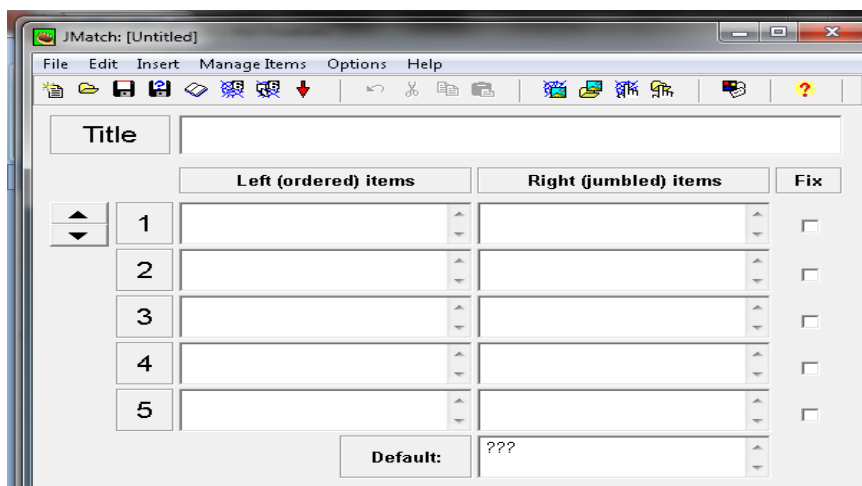 JMatch: [Untitled]
File Edit Insert Manage Items Options Help
?
Title
Left (ordered) items Right (jumbled) items Fix
1
2
3
4
5
Default: ???